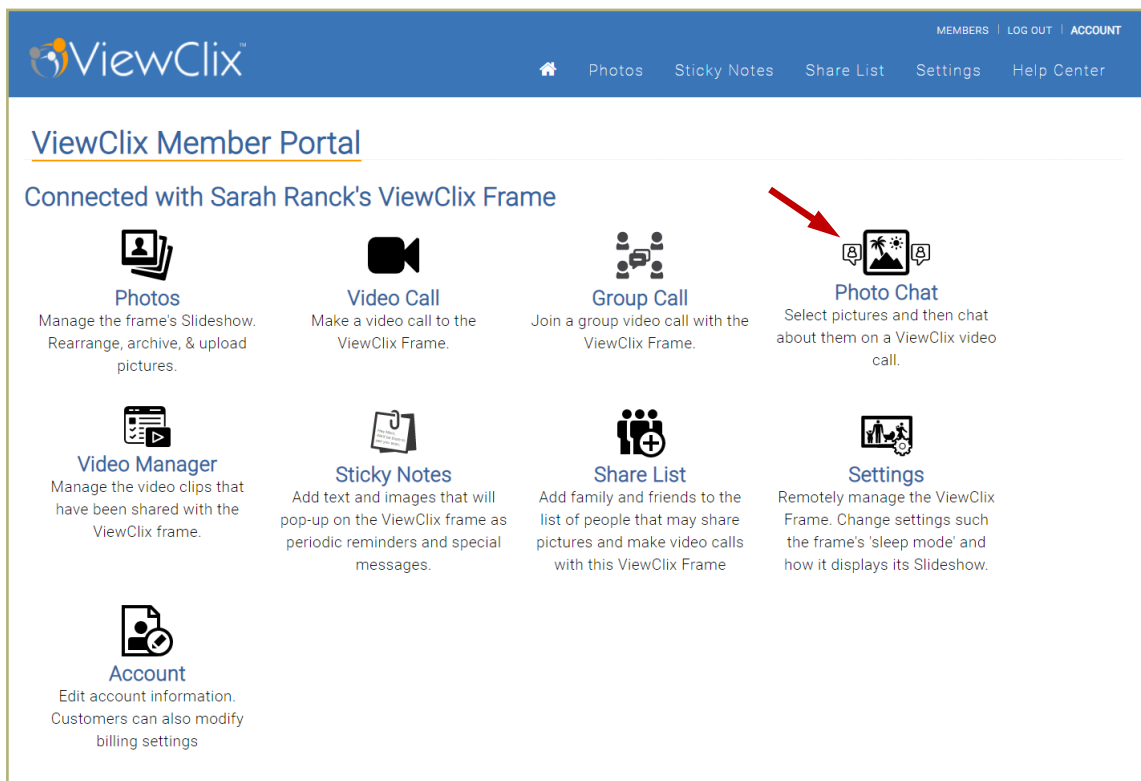 MEMBERS | LOG OUT | ACCOUNT
ViewClix™
Photos Sticky Notes Share List Settings Help Center
ViewClix Member Portal
Connected with Sarah Ranck's ViewClix Frame
Photos
Manage the frame's Slideshow.
Rearrange, archive, & upload
pictures.
Video Call
Make a video call to the
ViewClix Frame.
Group Call
Join a group video call with the
ViewClix Frame.
Photo Chat
Select pictures and then chat
about them on a ViewClix video
call.
Video Manager
Manage the video clips that
have been shared with the
ViewClix frame.
Sticky Notes
Add text and images that will
pop-up on the ViewClix frame as
periodic reminders and special
messages.
Share List
Add family and friends to the
list of people that may share
pictures and make video calls
with this ViewClix Frame
Settings
Remotely manage the ViewClix
Frame. Change settings such
the frame's 'sleep mode' and
how it displays its Slideshow.
Account
Edit account information.
Customers can also modify
billing settings